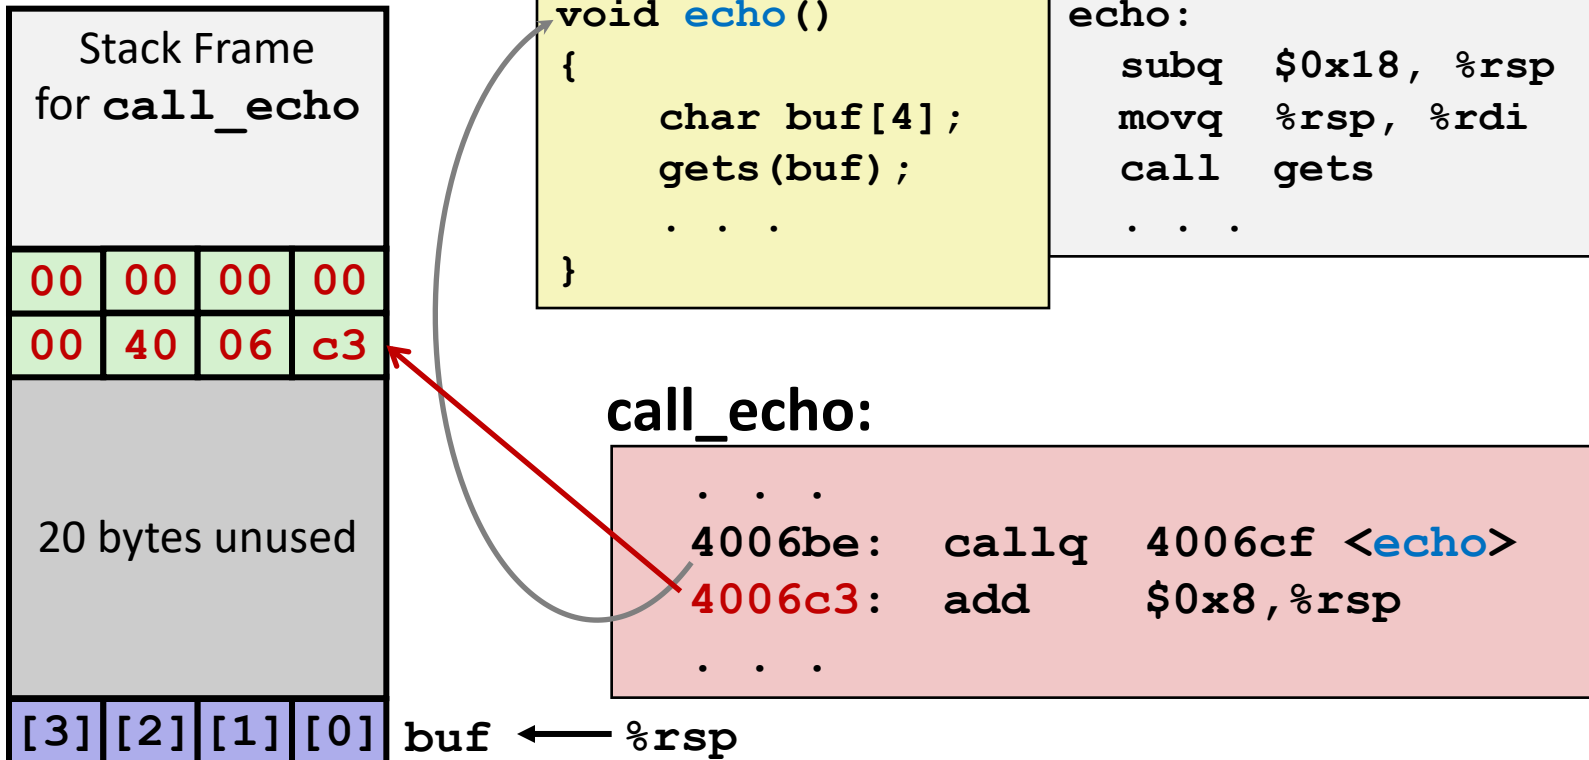 Stack Frame
for call_echo
00 00 00 00
00 40 06 c3
20 bytes unused
[3] [2] [1] [0] buf %rsp
void echo()
{
char buf[4];
gets(buf);
. . .
}
echo:
subq $0x18, %rsp
movq %rsp, %rdi
call gets
. . .
call_echo:
. . .
4006be: callq 4006cf <echo>
4006c3: add $0x8,%rsp
. . .